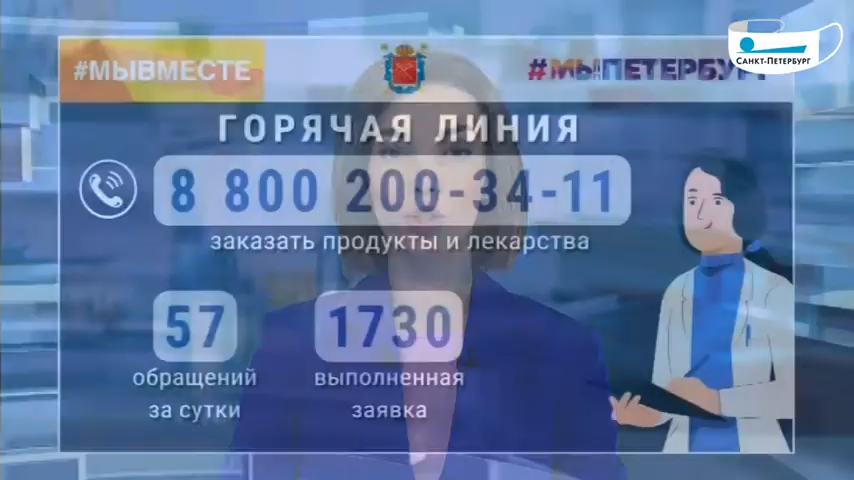 #МЫВМЕСТЕ
#МЫПЕТЕРБУРГ
САНКТ-ПЕТЕРБУРГ
ГОРЯЧАЯ ЛИНИЯ
8 800 200-34-11
заказать продукты и лекарства
57
обращений
за сутки
1730
выполненная
заявка